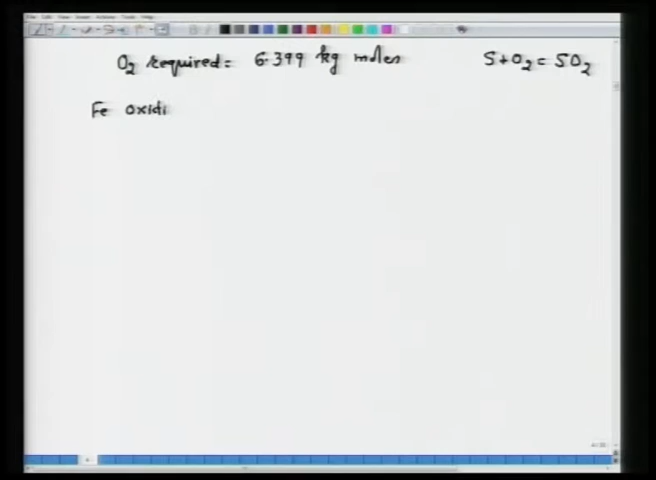 O2 required = 6.399 kg moles S+O2 = SO2
Fe oxidi